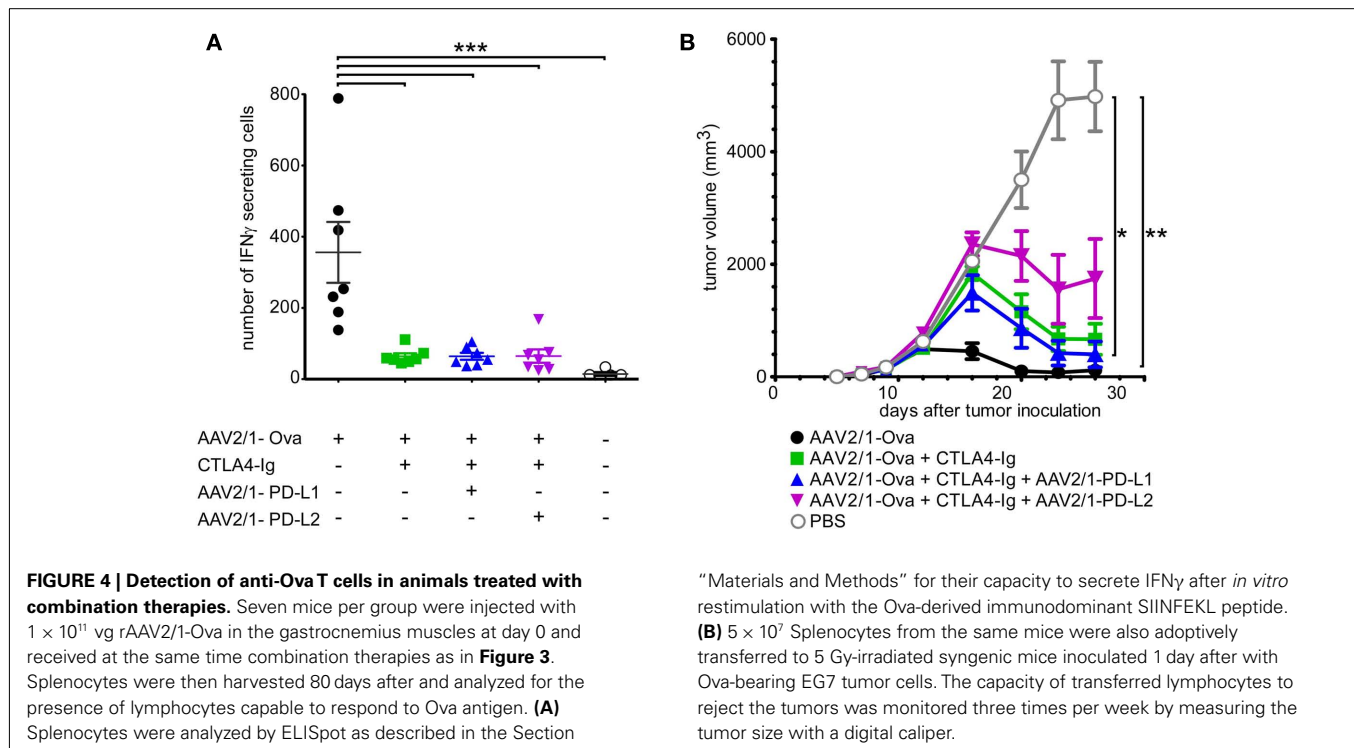 A
***
800
600
400
200
0
number of IFNγ secreting cells
AAV2/1- Ova + + + + -
CTLA4-Ig - + + + -
AAV2/1- PD-L1 - - + - -
AAV2/1- PD-L2 - - - + -
B
6000
4000
2000
0
tumor volume (mm³)
* **
0 10 20 30
days after tumor inoculation
AAV2/1-Ova
AAV2/1-Ova + CTLA4-Ig
AAV2/1-Ova + CTLA4-Ig + AAV2/1-PD-L1
AAV2/1-Ova + CTLA4-Ig + AAV2/1-PD-L2
PBS
FIGURE 4 | Detection of anti-Ova T cells in animals treated with
combination therapies. Seven mice per group were injected with
1 × 10¹¹ vg rAAV2/1-Ova in the gastrocnemius muscles at day 0 and
received at the same time combination therapies as in Figure 3.
Splenocytes were then harvested 80 days after and analyzed for the
presence of lymphocytes capable to respond to Ova antigen. (A)
Splenocytes were analyzed by ELISpot as described in the Section
“Materials and Methods” for their capacity to secrete IFNγ after in vitro
restimulation with the Ova-derived immunodominant SIINFEKL peptide.
(B) 5 × 10⁷ Splenocytes from the same mice were also adoptively
transferred to 5 Gy-irradiated syngenic mice inoculated 1 day after with
Ova-bearing EG7 tumor cells. The capacity of transferred lymphocytes to
reject the tumors was monitored three times per week by measuring the
tumor size with a digital caliper.